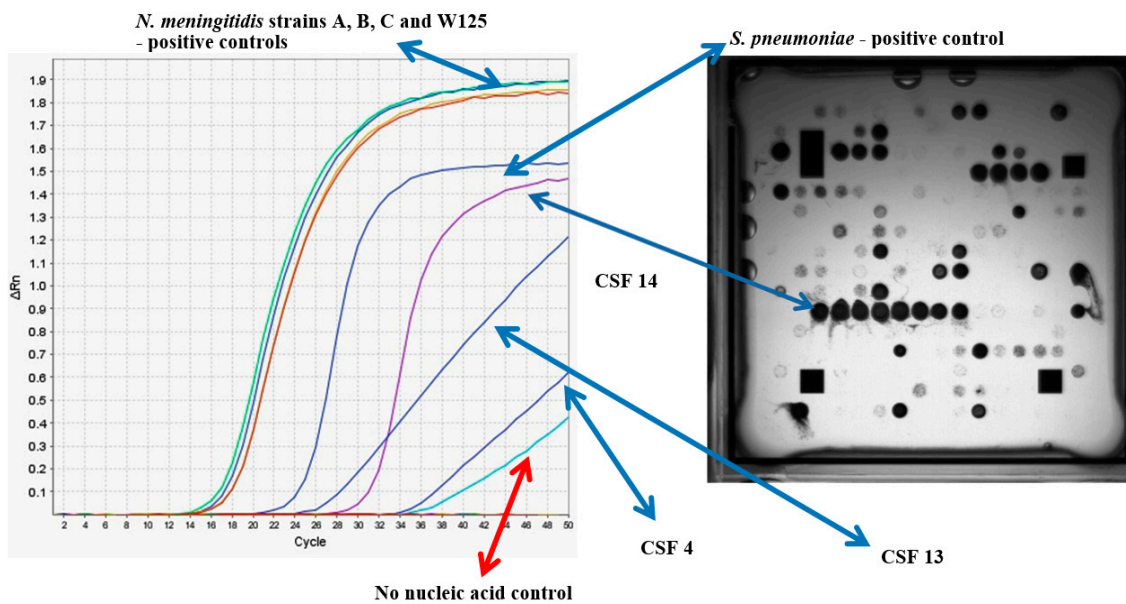 N. meningitidis strains A, B, C and W125
- positive controls
S. pneumoniae - positive control
1.9
1.8
1.7
1.6
1.5
1.4
1.3
1.2
1.1
1.0
0.9
0.8
0.7
0.6
0.5
0.4
0.3
0.2
0.1
ΔRn
2 4 6 8 10 12 14 16 18 20 22 24 26 28 30 32 34 36 38 40 42 44 46 48 50
Cycle
CSF 14
CSF 4
CSF 13
No nucleic acid control